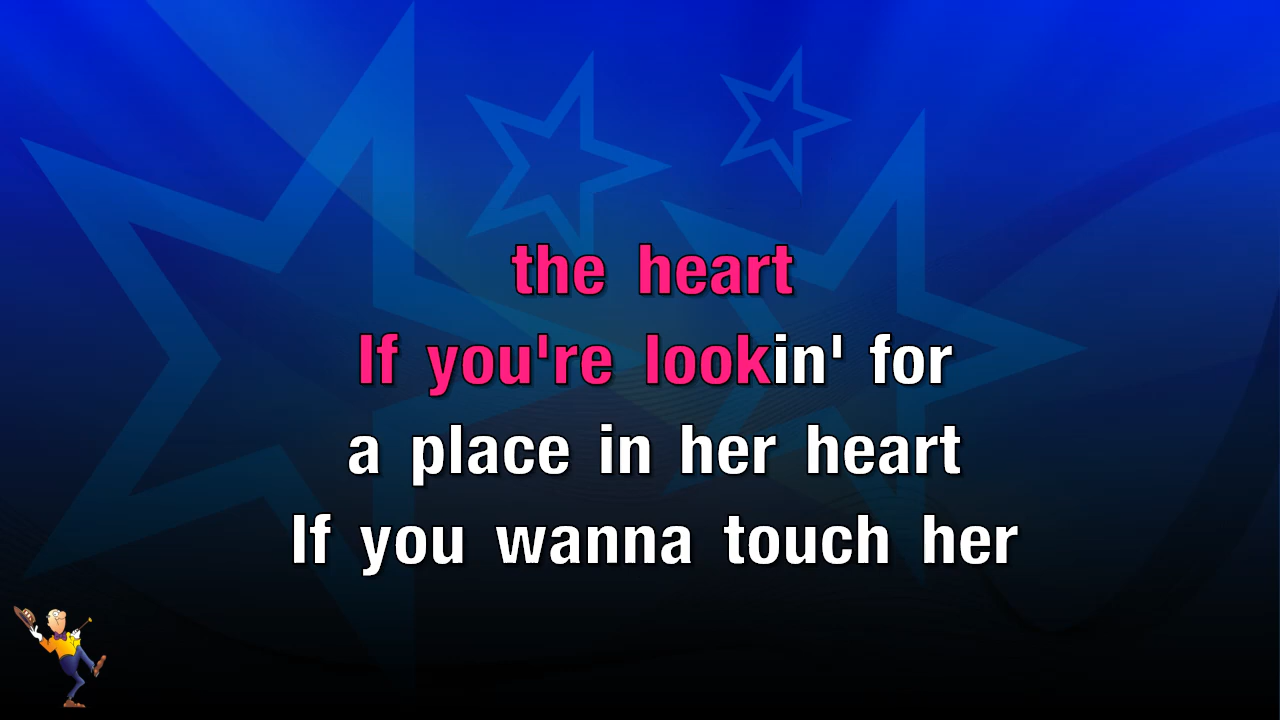 the heart
If you're lookin' for
a place in her heart
If you wanna touch her